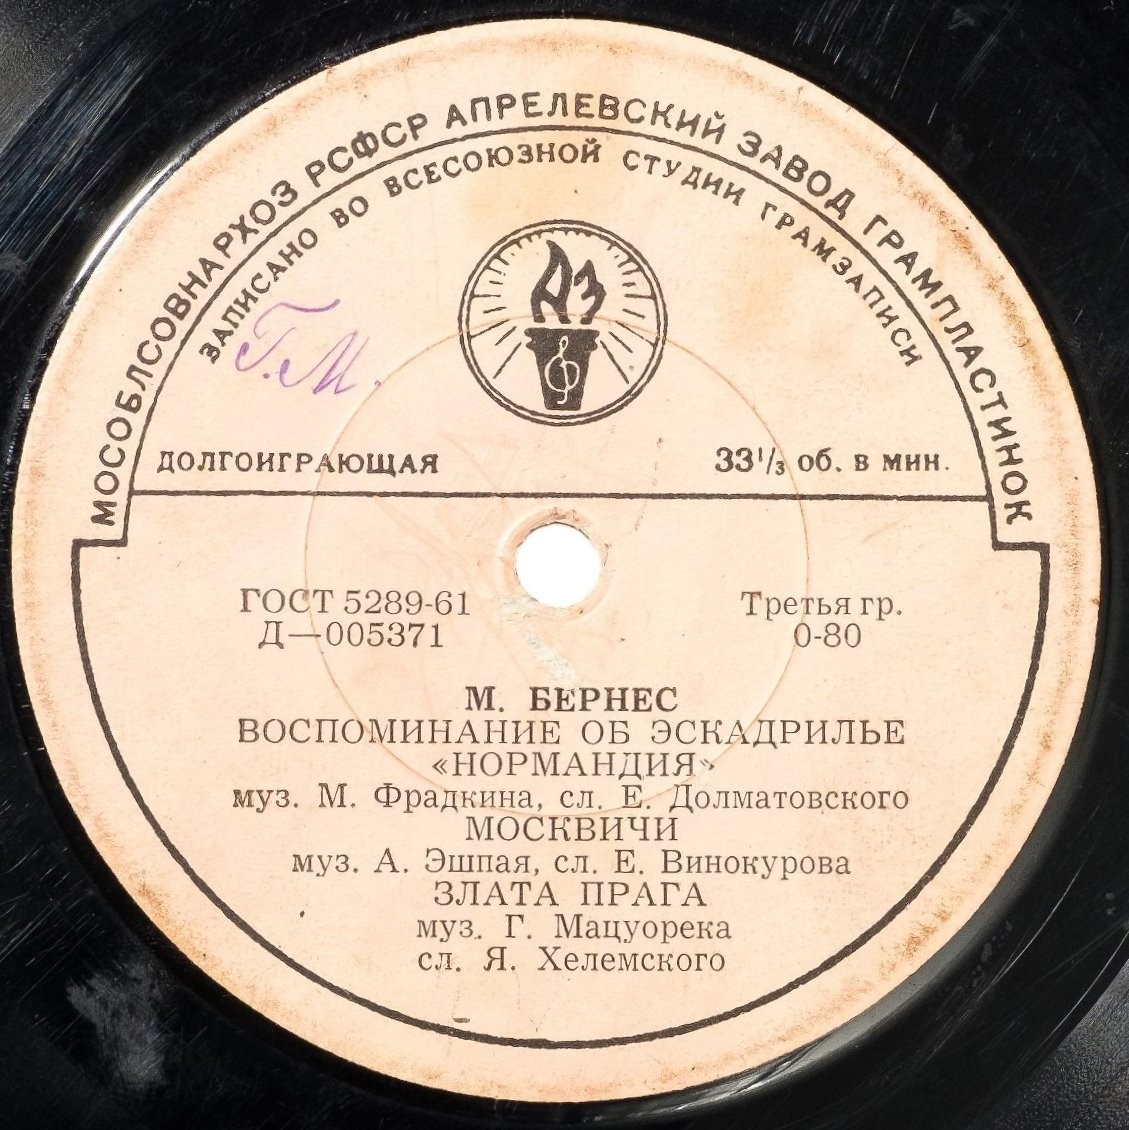 МОСОБЛСОВНАРХОЗ РСФСР АПРЕЛЕВСКИЙ ЗАВОД ГРАМПЛАСТИНОК
ЗАПИСАНО ВО ВСЕСОЮЗНОЙ СТУДИИ ГРАМЗАПИСИ
АЗ
Г.М.
ДОЛГОИГРАЮЩАЯ 33⅓ об. в мин.
ГОСТ 5289-61 Третья гр.
Д—005371 0-80
М. БЕРНЕС
ВОСПОМИНАНИЕ ОБ ЭСКАДРИЛЬЕ
«НОРМАНДИЯ»
муз. М. Фрадкина, сл. Е. Долматовского
МОСКВИЧИ
муз. А. Эшпая, сл. Е. Винокурова
ЗЛАТА ПРАГА
муз. Г. Мацуорека
сл. Я. Хелемского